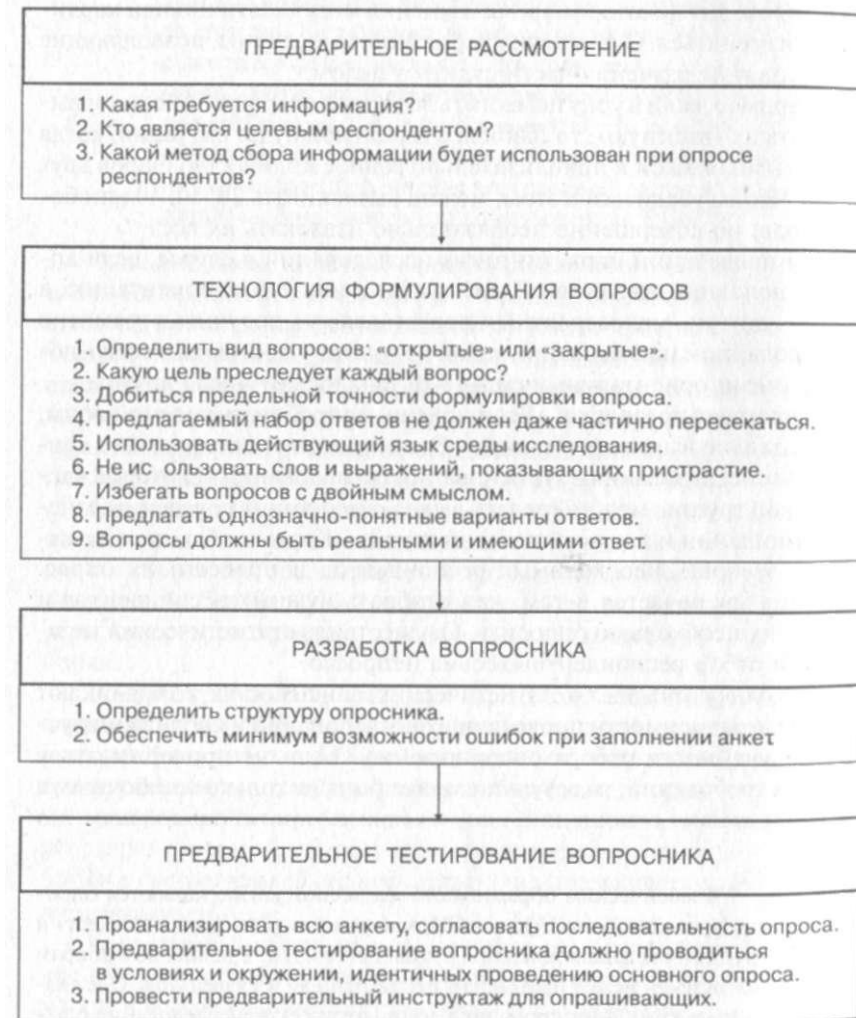 ПРЕДВАРИТЕЛЬНОЕ РАССМОТРЕНИЕ
1. Какая требуется информация?
2. Кто является целевым респондентом?
3. Какой метод сбора информации будет использован при опросе
респондентов?
ТЕХНОЛОГИЯ ФОРМУЛИРОВАНИЯ ВОПРОСОВ
1. Определить вид вопросов: «открытые» или «закрытые».
2. Какую цель преследует каждый вопрос?
3. Добиться предельной точности формулировки вопроса.
4. Предлагаемый набор ответов не должен даже частично пересекаться.
5. Использовать действующий язык среды исследования.
6. Не ис ользовать слов и выражений, показывающих пристрастие.
7. Избегать вопросов с двойным смыслом.
8. Предлагать однозначно-понятные варианты ответов.
9. Вопросы должны быть реальными и имеющими ответ.
РАЗРАБОТКА ВОПРОСНИКА
1. Определить структуру вопросника.
2. Обеспечить минимум возможности ошибок при заполнении анкет
ПРЕДВАРИТЕЛЬНОЕ ТЕСТИРОВАНИЕ ВОПРОСНИКА
1. Проанализировать всю анкету, согласовать последовательность опроса.
2. Предварительное тестирование вопросника должно проводиться
в условиях и окружении, идентичных проведению основного опроса.
3. Провести предварительный инструктаж для опрашивающих.